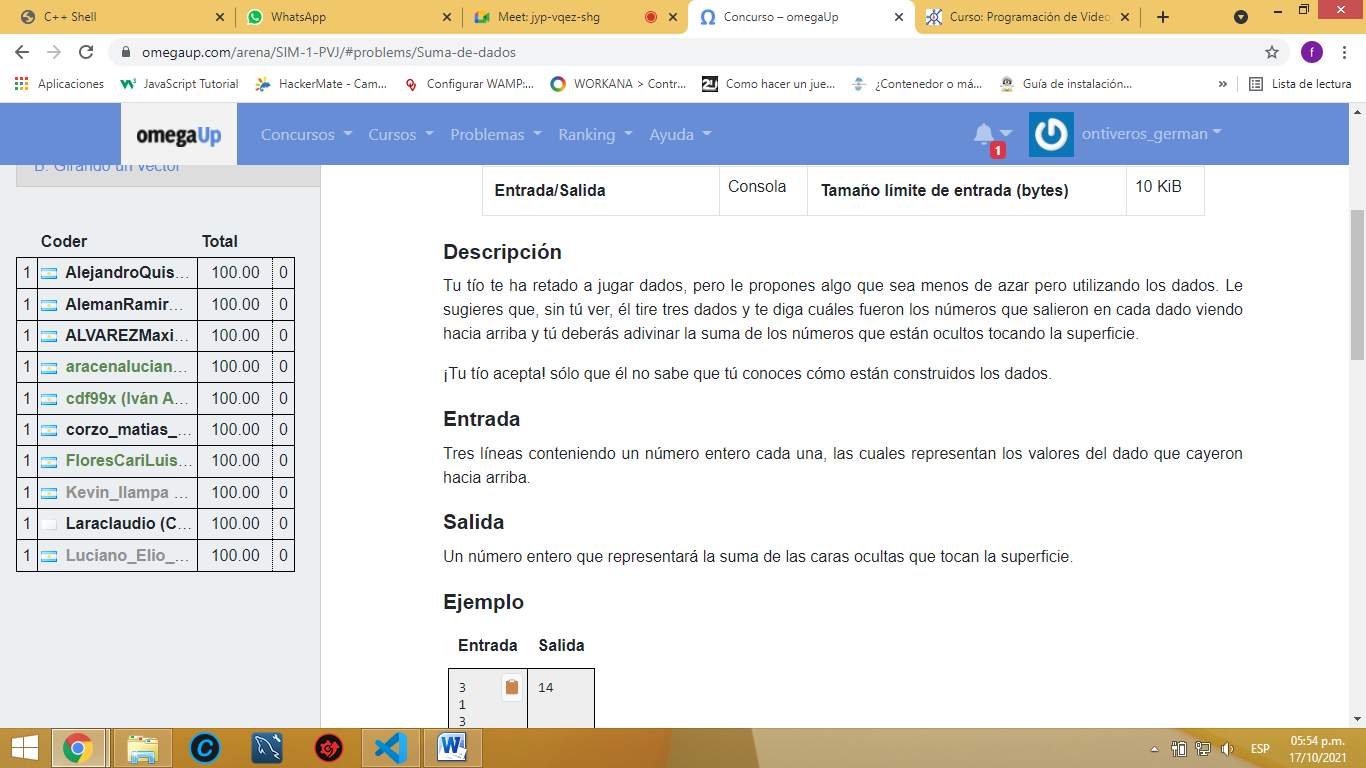 C++ Shell
WhatsApp
Meet: jyp-vqez-shg
Concurso – omegaUp
Curso: Programación de Video
omegaup.com/arena/SIM-1-PVJ/#problems/Suma-de-dados
f
Aplicaciones
JavaScript Tutorial
HackerMate - Cam...
Configurar WAMP:...
WORKANA > Contr...
Como hacer un jue...
¿Contenedor o má...
Guía de instalación...
»
Lista de lectura
omegaUp
Concursos
Cursos
Problemas
Ranking
Ayuda
1
ontiveros_german
B. Girando un vector
Coder Total
1 AlejandroQuis... 100.00 0
1 AlemanRamir... 100.00 0
1 ALVAREZMaxi... 100.00 0
1 aracenalucian... 100.00 0
1 cdf99x (Iván A... 100.00 0
1 corzo_matias_... 100.00 0
1 FloresCariLuis... 100.00 0
1 Kevin_llampa ... 100.00 0
1 Laraclaudio (C... 100.00 0
1 Luciano_Elio_... 100.00 0
Entrada/Salida Consola Tamaño límite de entrada (bytes) 10 KiB
Descripción
Tu tío te ha retado a jugar dados, pero le propones algo que sea menos de azar pero utilizando los dados. Le
sugieres que, sin tú ver, él tire tres dados y te diga cuáles fueron los números que salieron en cada dado viendo
hacia arriba y tú deberás adivinar la suma de los números que están ocultos tocando la superficie.
¡Tu tío acepta! sólo que él no sabe que tú conoces cómo están construidos los dados.
Entrada
Tres líneas conteniendo un número entero cada una, las cuales representan los valores del dado que cayeron
hacia arriba.
Salida
Un número entero que representará la suma de las caras ocultas que tocan la superficie.
Ejemplo
Entrada Salida
3 14
1
3
ESP
05:54 p.m.
17/10/2021